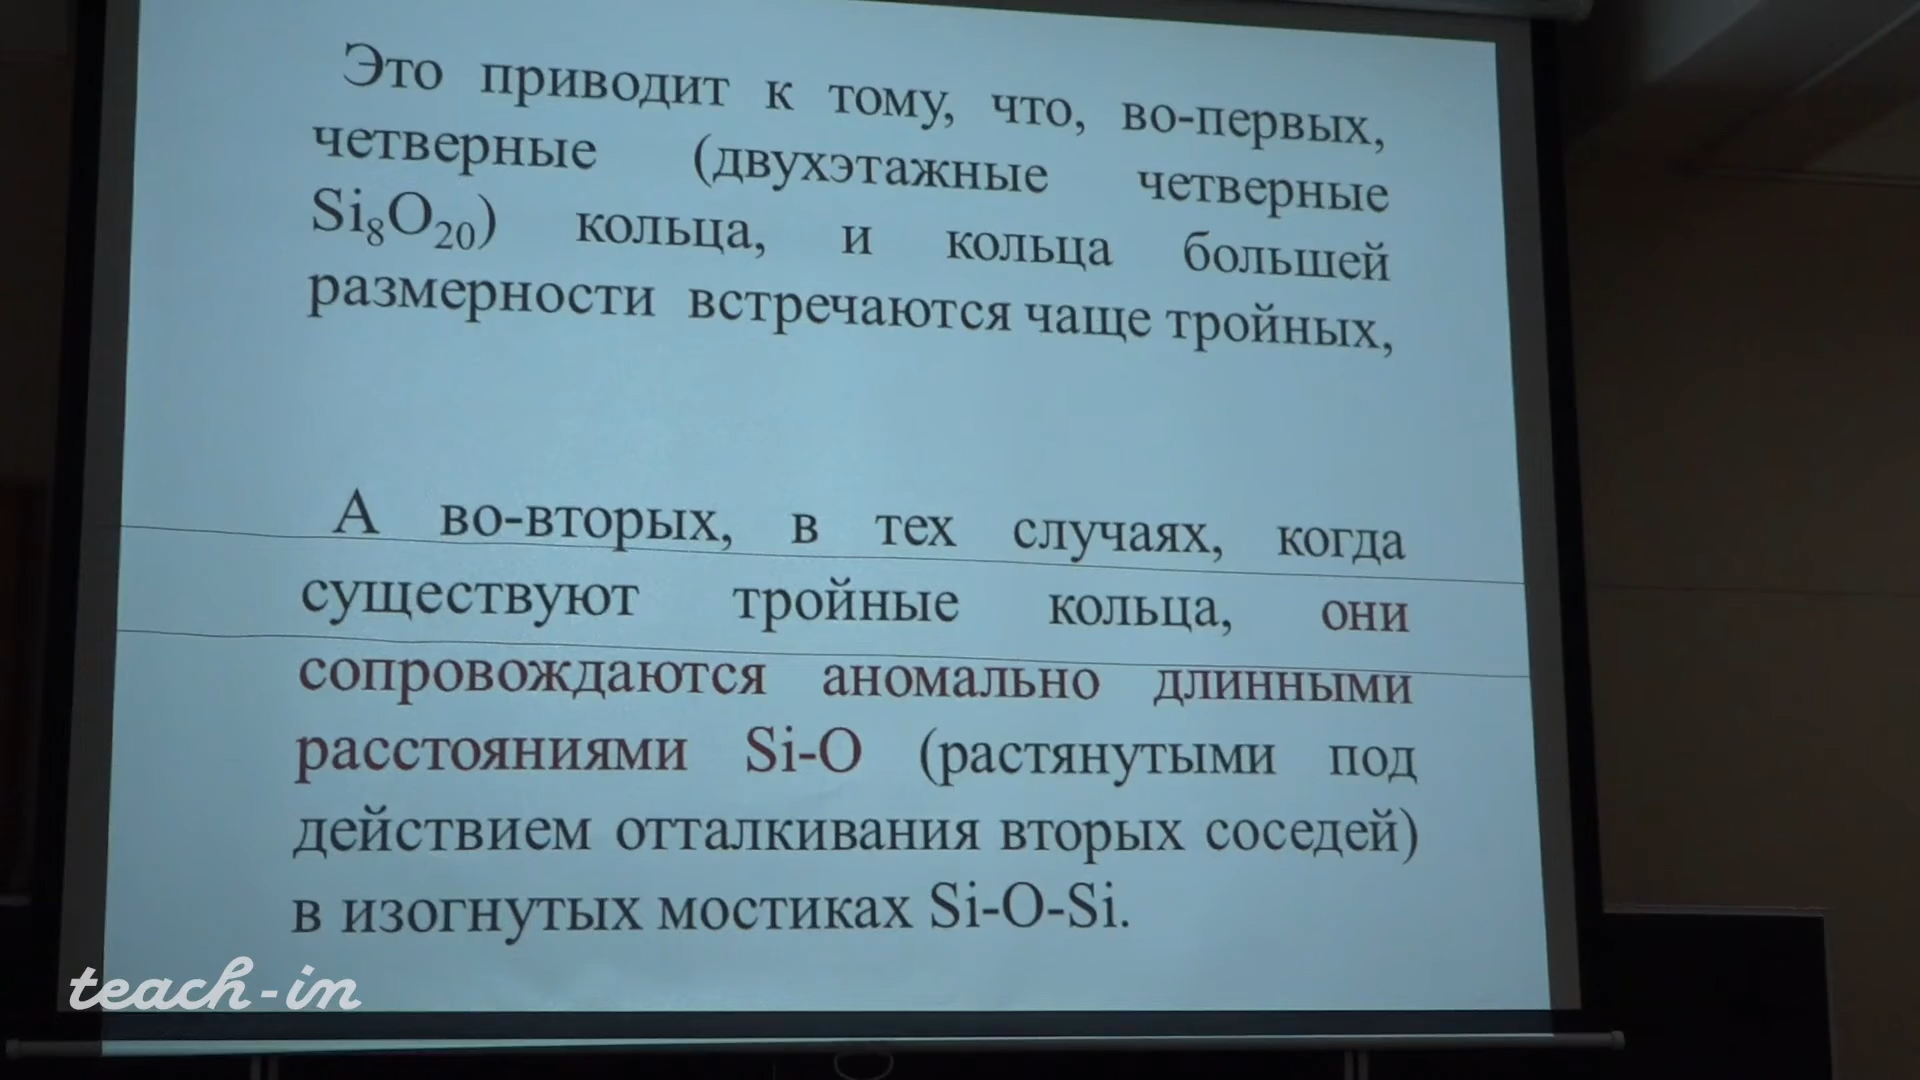 Это приводит к тому, что, во-первых,
четверные (двухэтажные четверные
Si₈O₂₀) кольца, и кольца большей
размерности встречаются чаще тройных,
А во-вторых, в тех случаях, когда
существуют тройные кольца, они
сопровождаются аномально длинными
расстояниями Si-O (растянутыми под
действием отталкивания вторых соседей)
в изогнутых мостиках Si-O-Si.
teach-in